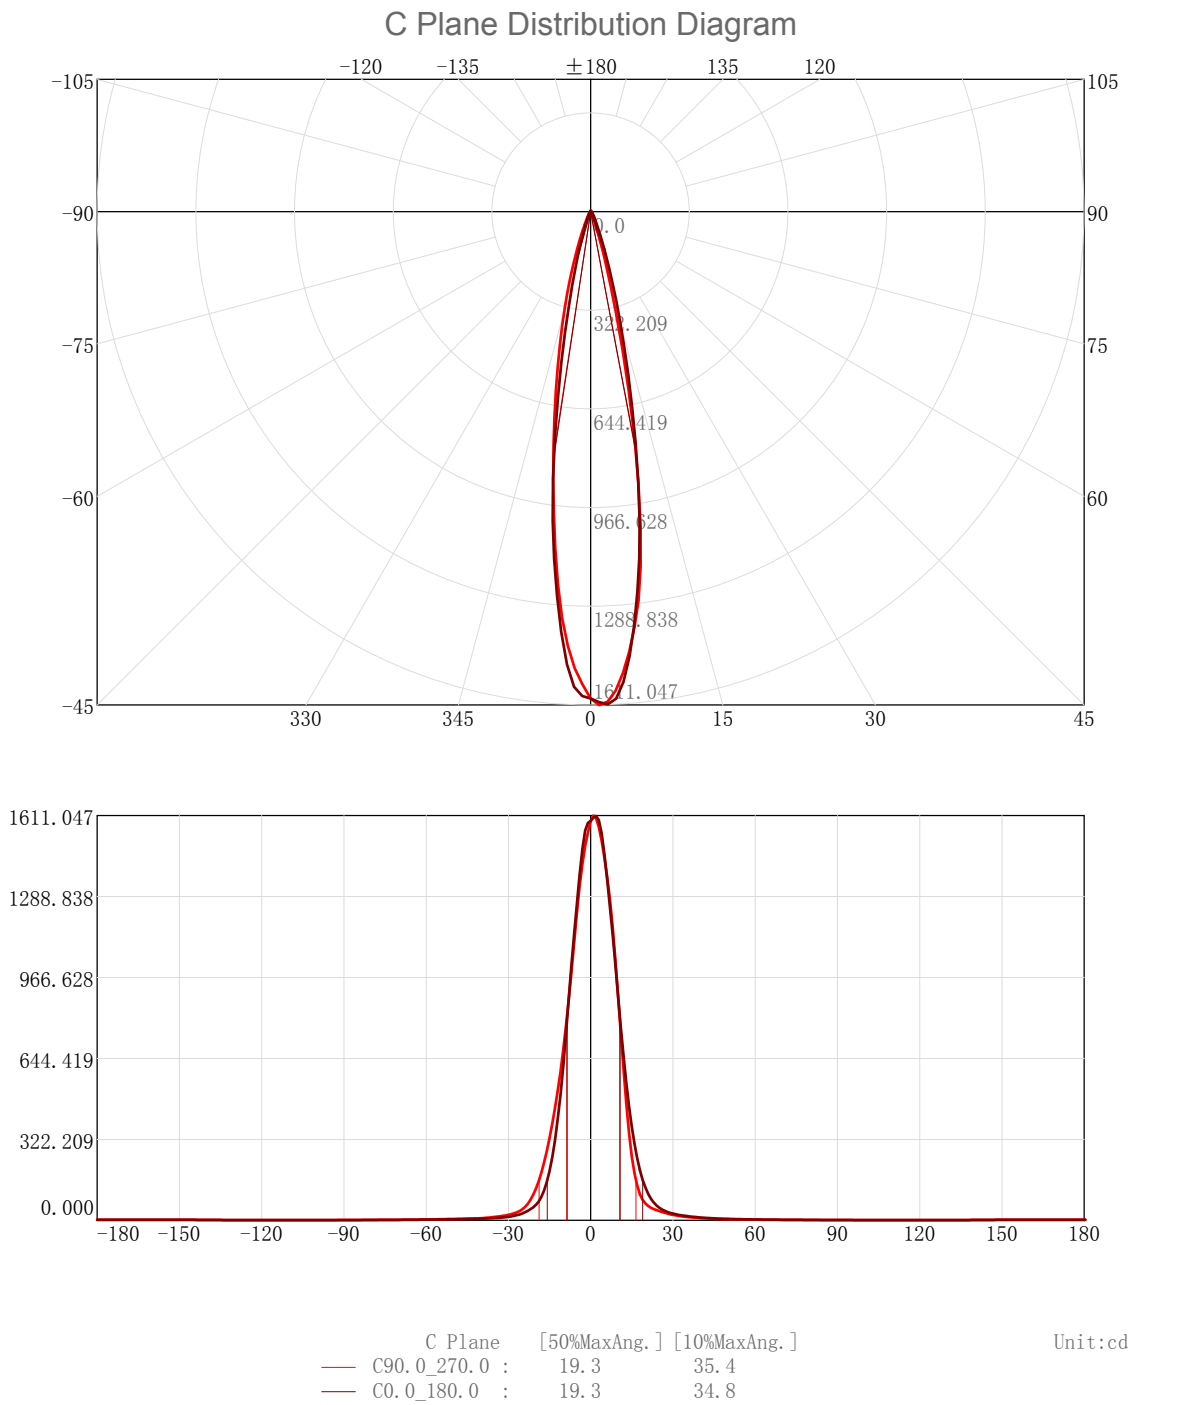 C Plane Distribution Diagram
-120 -135 ±180 135 120
-105 105
-90 90
0.0
322.209
-75 75
644.419
-60 60
966.628
1288.838
1611.047
-45
330 345 0 15 30 45
1611.047
1288.838
966.628
644.419
322.209
0.000
-180 -150 -120 -90 -60 -30 0 30 60 90 120 150 180
C Plane [50%MaxAng.] [10%MaxAng.] Unit:cd
C90.0_270.0 : 19.3 35.4
C0.0_180.0 : 19.3 34.8